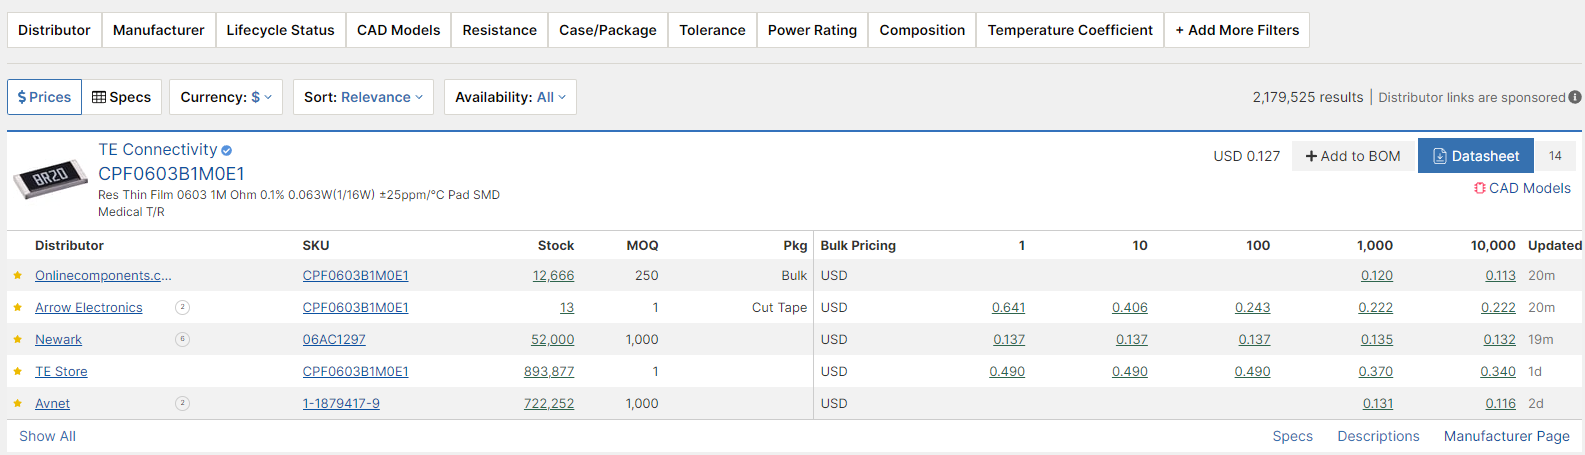 Distributor Manufacturer Lifecycle Status CAD Models Resistance Case/Package Tolerance Power Rating Composition Temperature Coefficient + Add More Filters
$ Prices Specs Currency: $ Sort: Relevance Availability: All 2,179,525 results | Distributor links are sponsored
8R20
TE Connectivity USD 0.127 + Add to BOM Datasheet 14
CPF0603B1M0E1
CAD Models
Res Thin Film 0603 1M Ohm 0.1% 0.063W(1/16W) ±25ppm/°C Pad SMD
Medical T/R
Distributor SKU Stock MOQ Pkg Bulk Pricing 1 10 100 1,000 10,000 Updated
Onlinecomponents.c... CPF0603B1M0E1 12,666 250 Bulk USD 0.120 0.113 20m
Arrow Electronics 2 CPF0603B1M0E1 13 1 Cut Tape USD 0.641 0.406 0.243 0.222 0.222 20m
Newark 6 06AC1297 52,000 1,000 USD 0.137 0.137 0.137 0.135 0.132 19m
TE Store CPF0603B1M0E1 893,877 1 USD 0.490 0.490 0.490 0.370 0.340 1d
Avnet 2 1-1879417-9 722,252 1,000 USD 0.131 0.116 2d
Show All Specs Descriptions Manufacturer Page